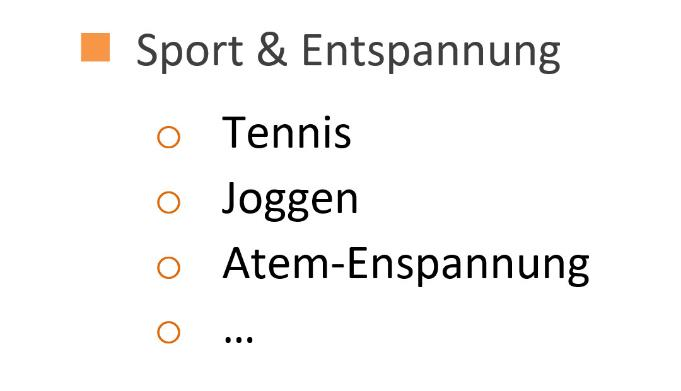 Sport & Entspannung
Tennis
Joggen
Atem-Enspannung
...